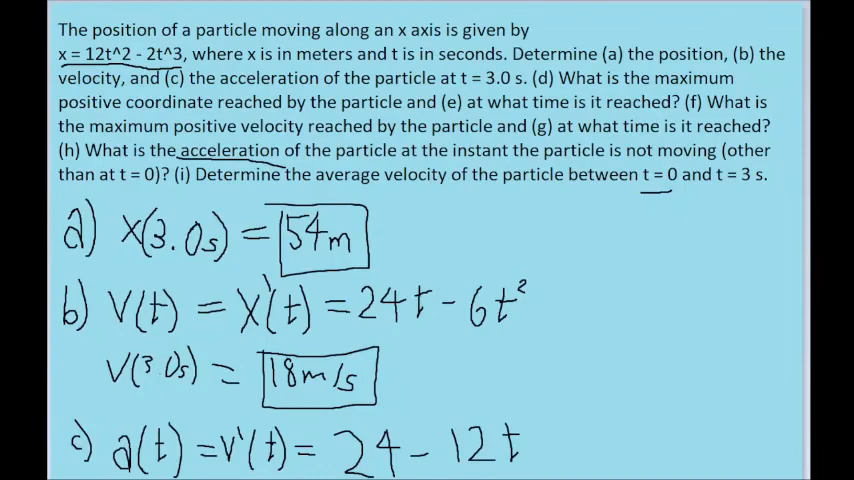 The position of a particle moving along an x axis is given by
x = 12t^2 - 2t^3, where x is in meters and t is in seconds. Determine (a) the position, (b) the
velocity, and (c) the acceleration of the particle at t = 3.0 s. (d) What is the maximum
positive coordinate reached by the particle and (e) at what time is it reached? (f) What is
the maximum positive velocity reached by the particle and (g) at what time is it reached?
(h) What is the acceleration of the particle at the instant the particle is not moving (other
than at t = 0)? (i) Determine the average velocity of the particle between t = 0 and t = 3 s.
a) x(3.0s) = 54m
b) v(t) = x'(t) = 24t - 6t²
v(3.0s) = 18m/s
c) a(t) = v'(t) = 24 - 12t